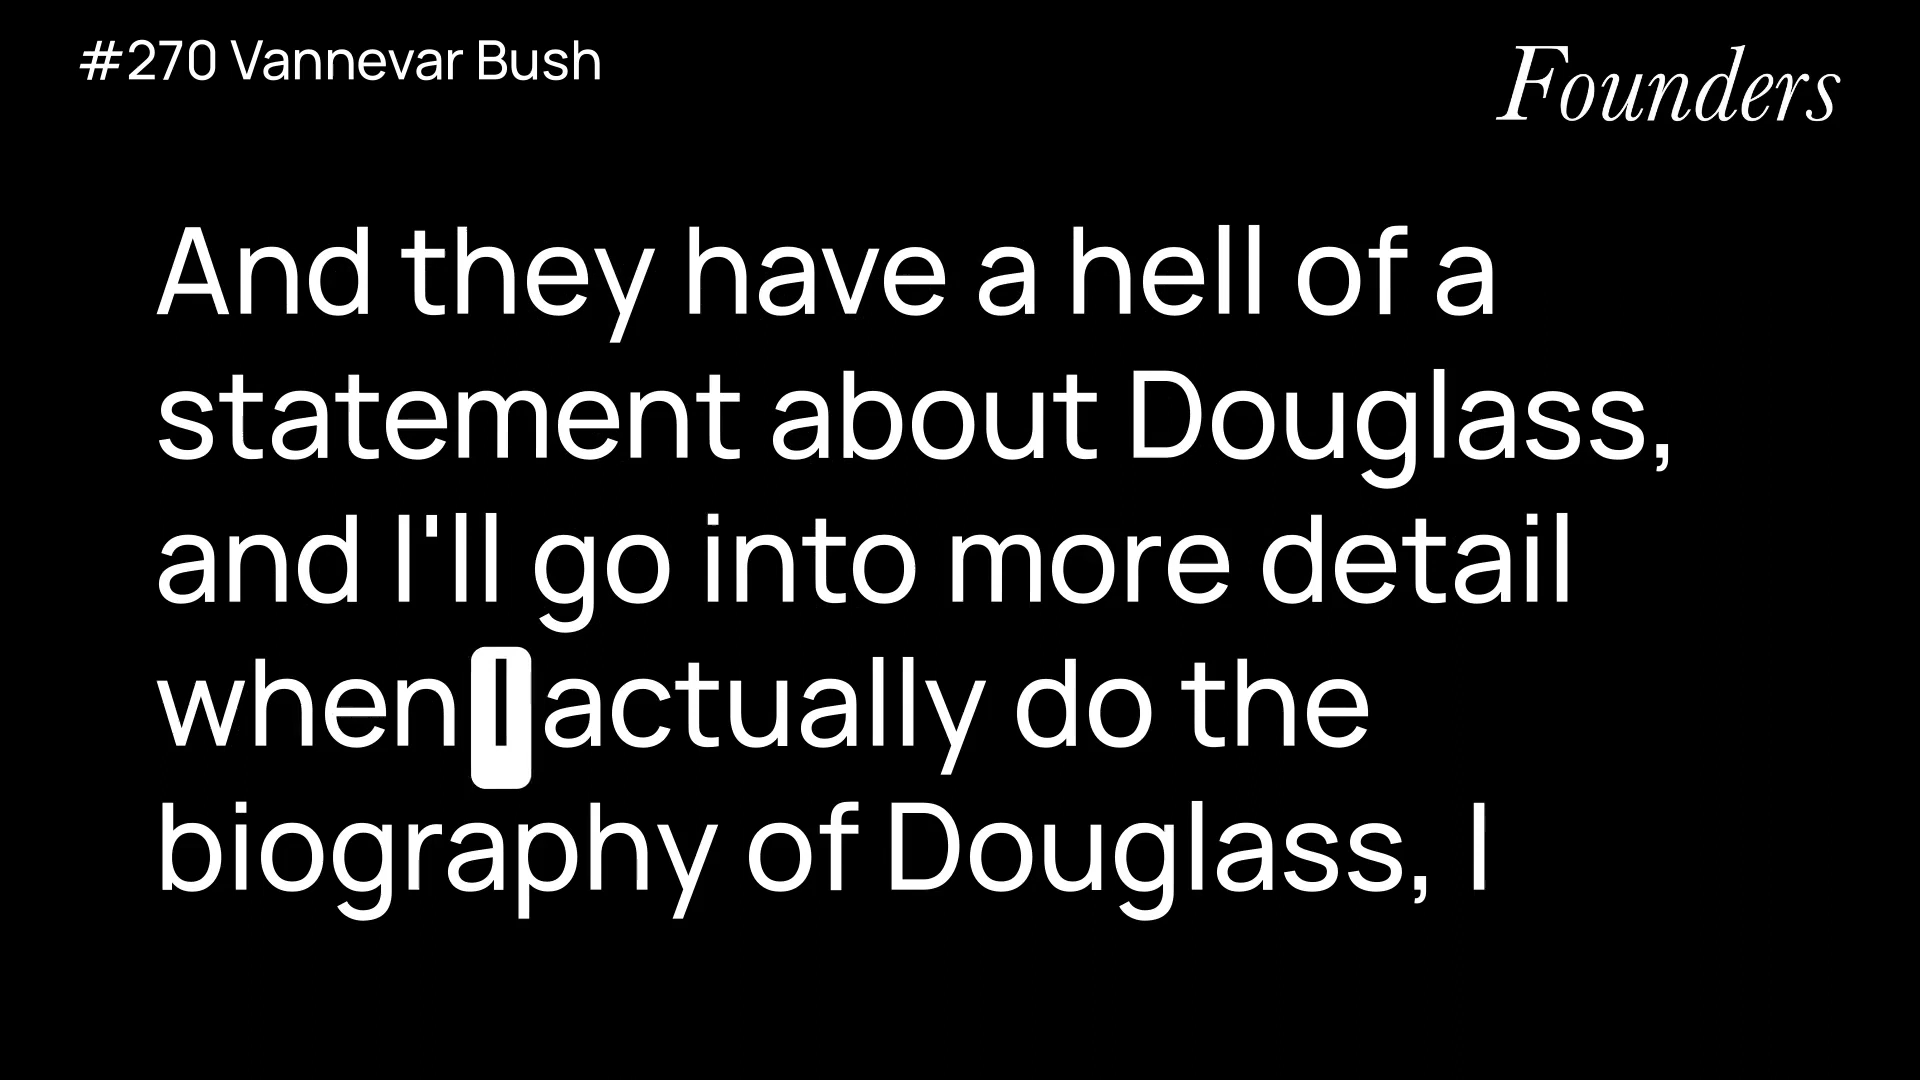 #270 Vannevar Bush
Founders
And they have a hell of a
statement about Douglass,
and I'll go into more detail
when I actually do the
biography of Douglass, I